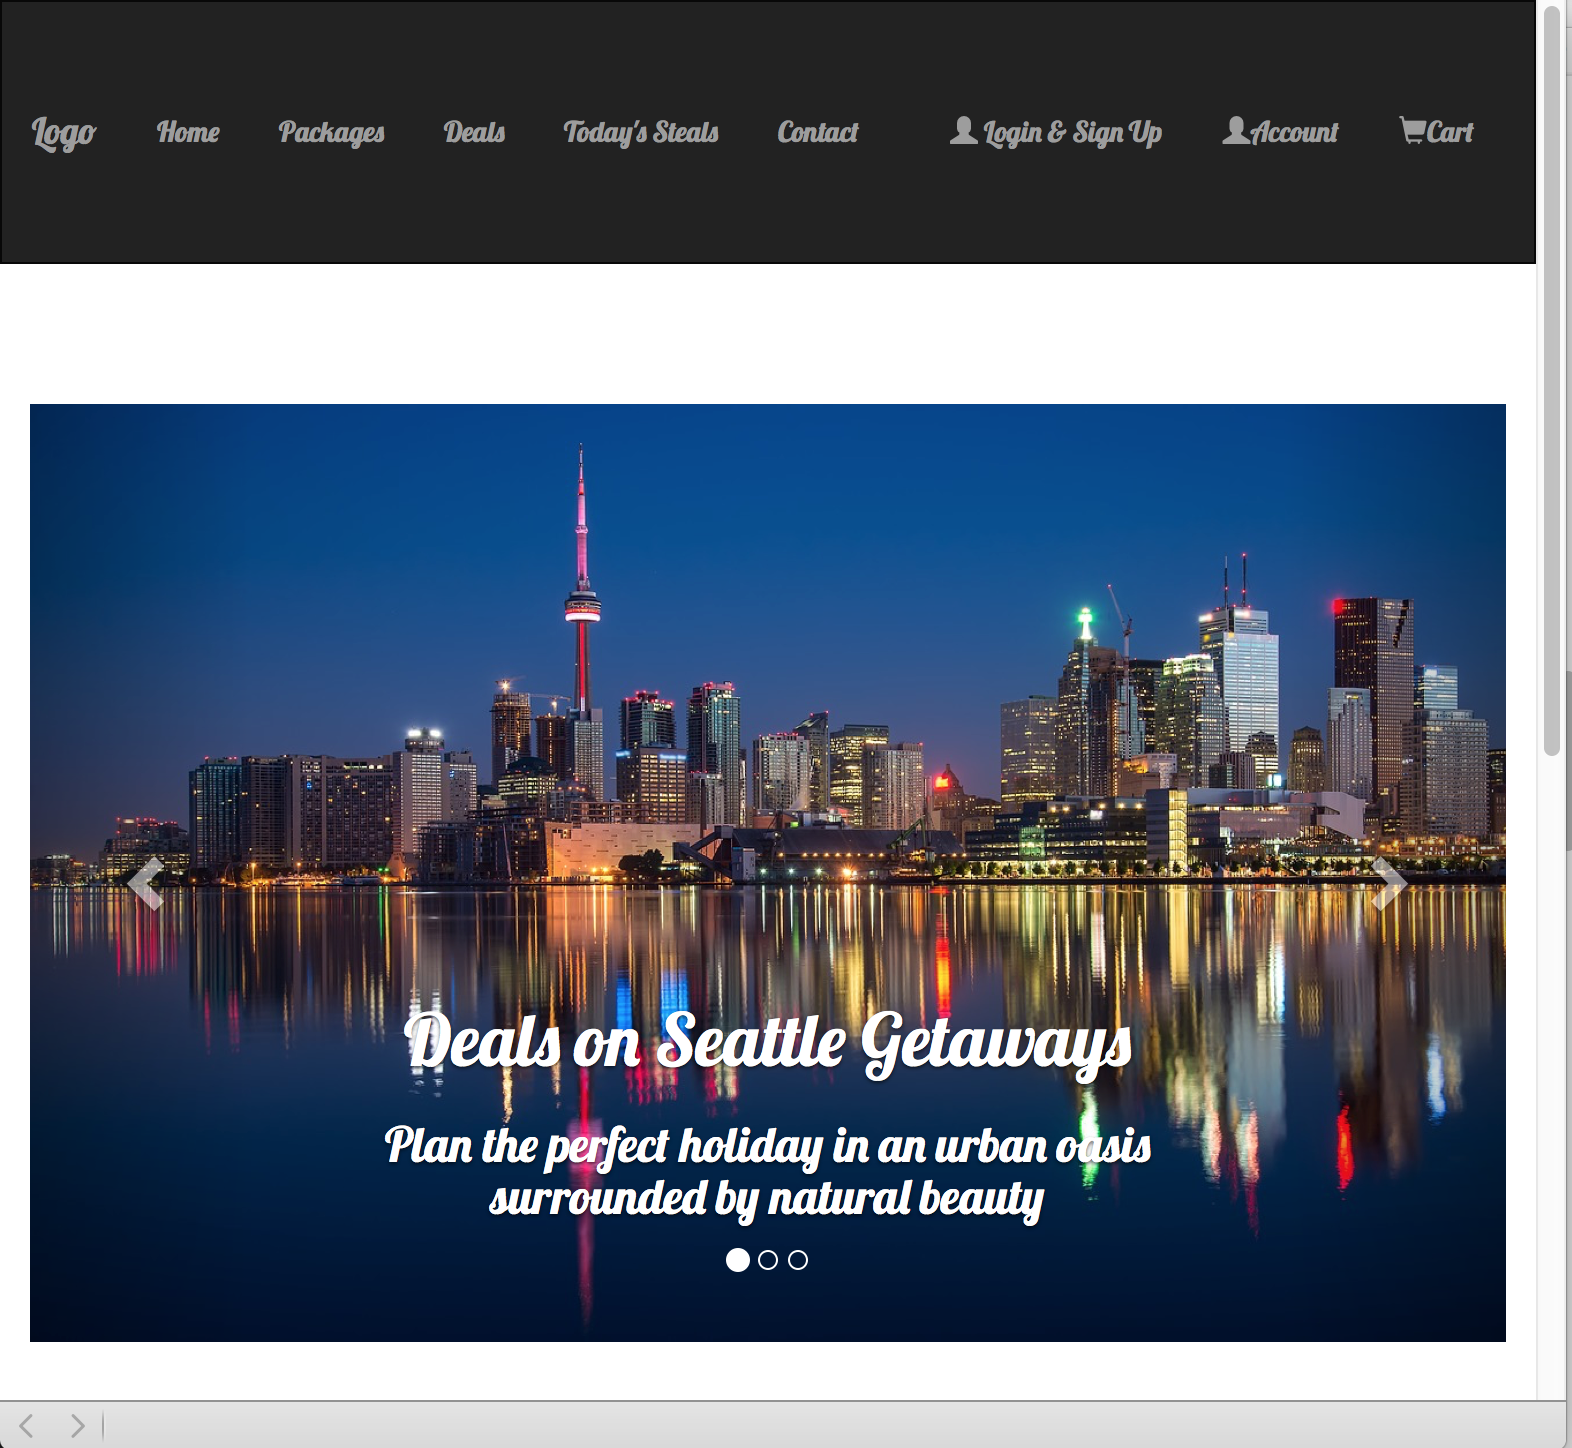 Logo Home Packages Deals Today's Steals Contact Login & Sign Up Account Cart
Deals on Seattle Getaways
Plan the perfect holiday in an urban oasis
surrounded by natural beauty